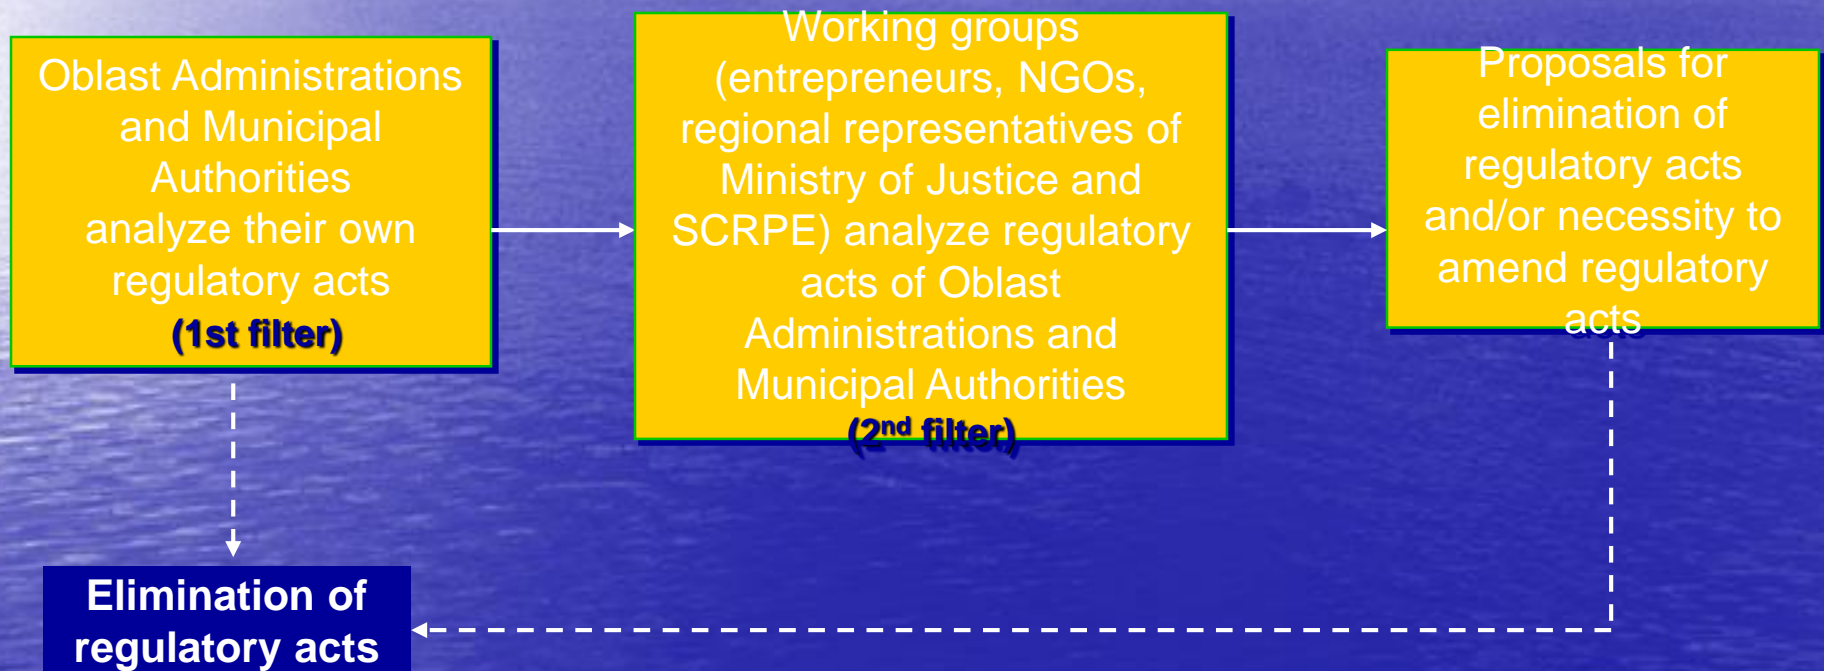 Oblast Administrations
and Municipal
Authorities
analyze their own
regulatory acts
(1st filter)
Working groups
(entrepreneurs, NGOs,
regional representatives of
Ministry of Justice and
SCRPE) analyze regulatory
acts of Oblast
Administrations and
Municipal Authorities
(2nd filter)
Proposals for
elimination of
regulatory acts
and/or necessity to
amend regulatory
acts
Elimination of
regulatory acts